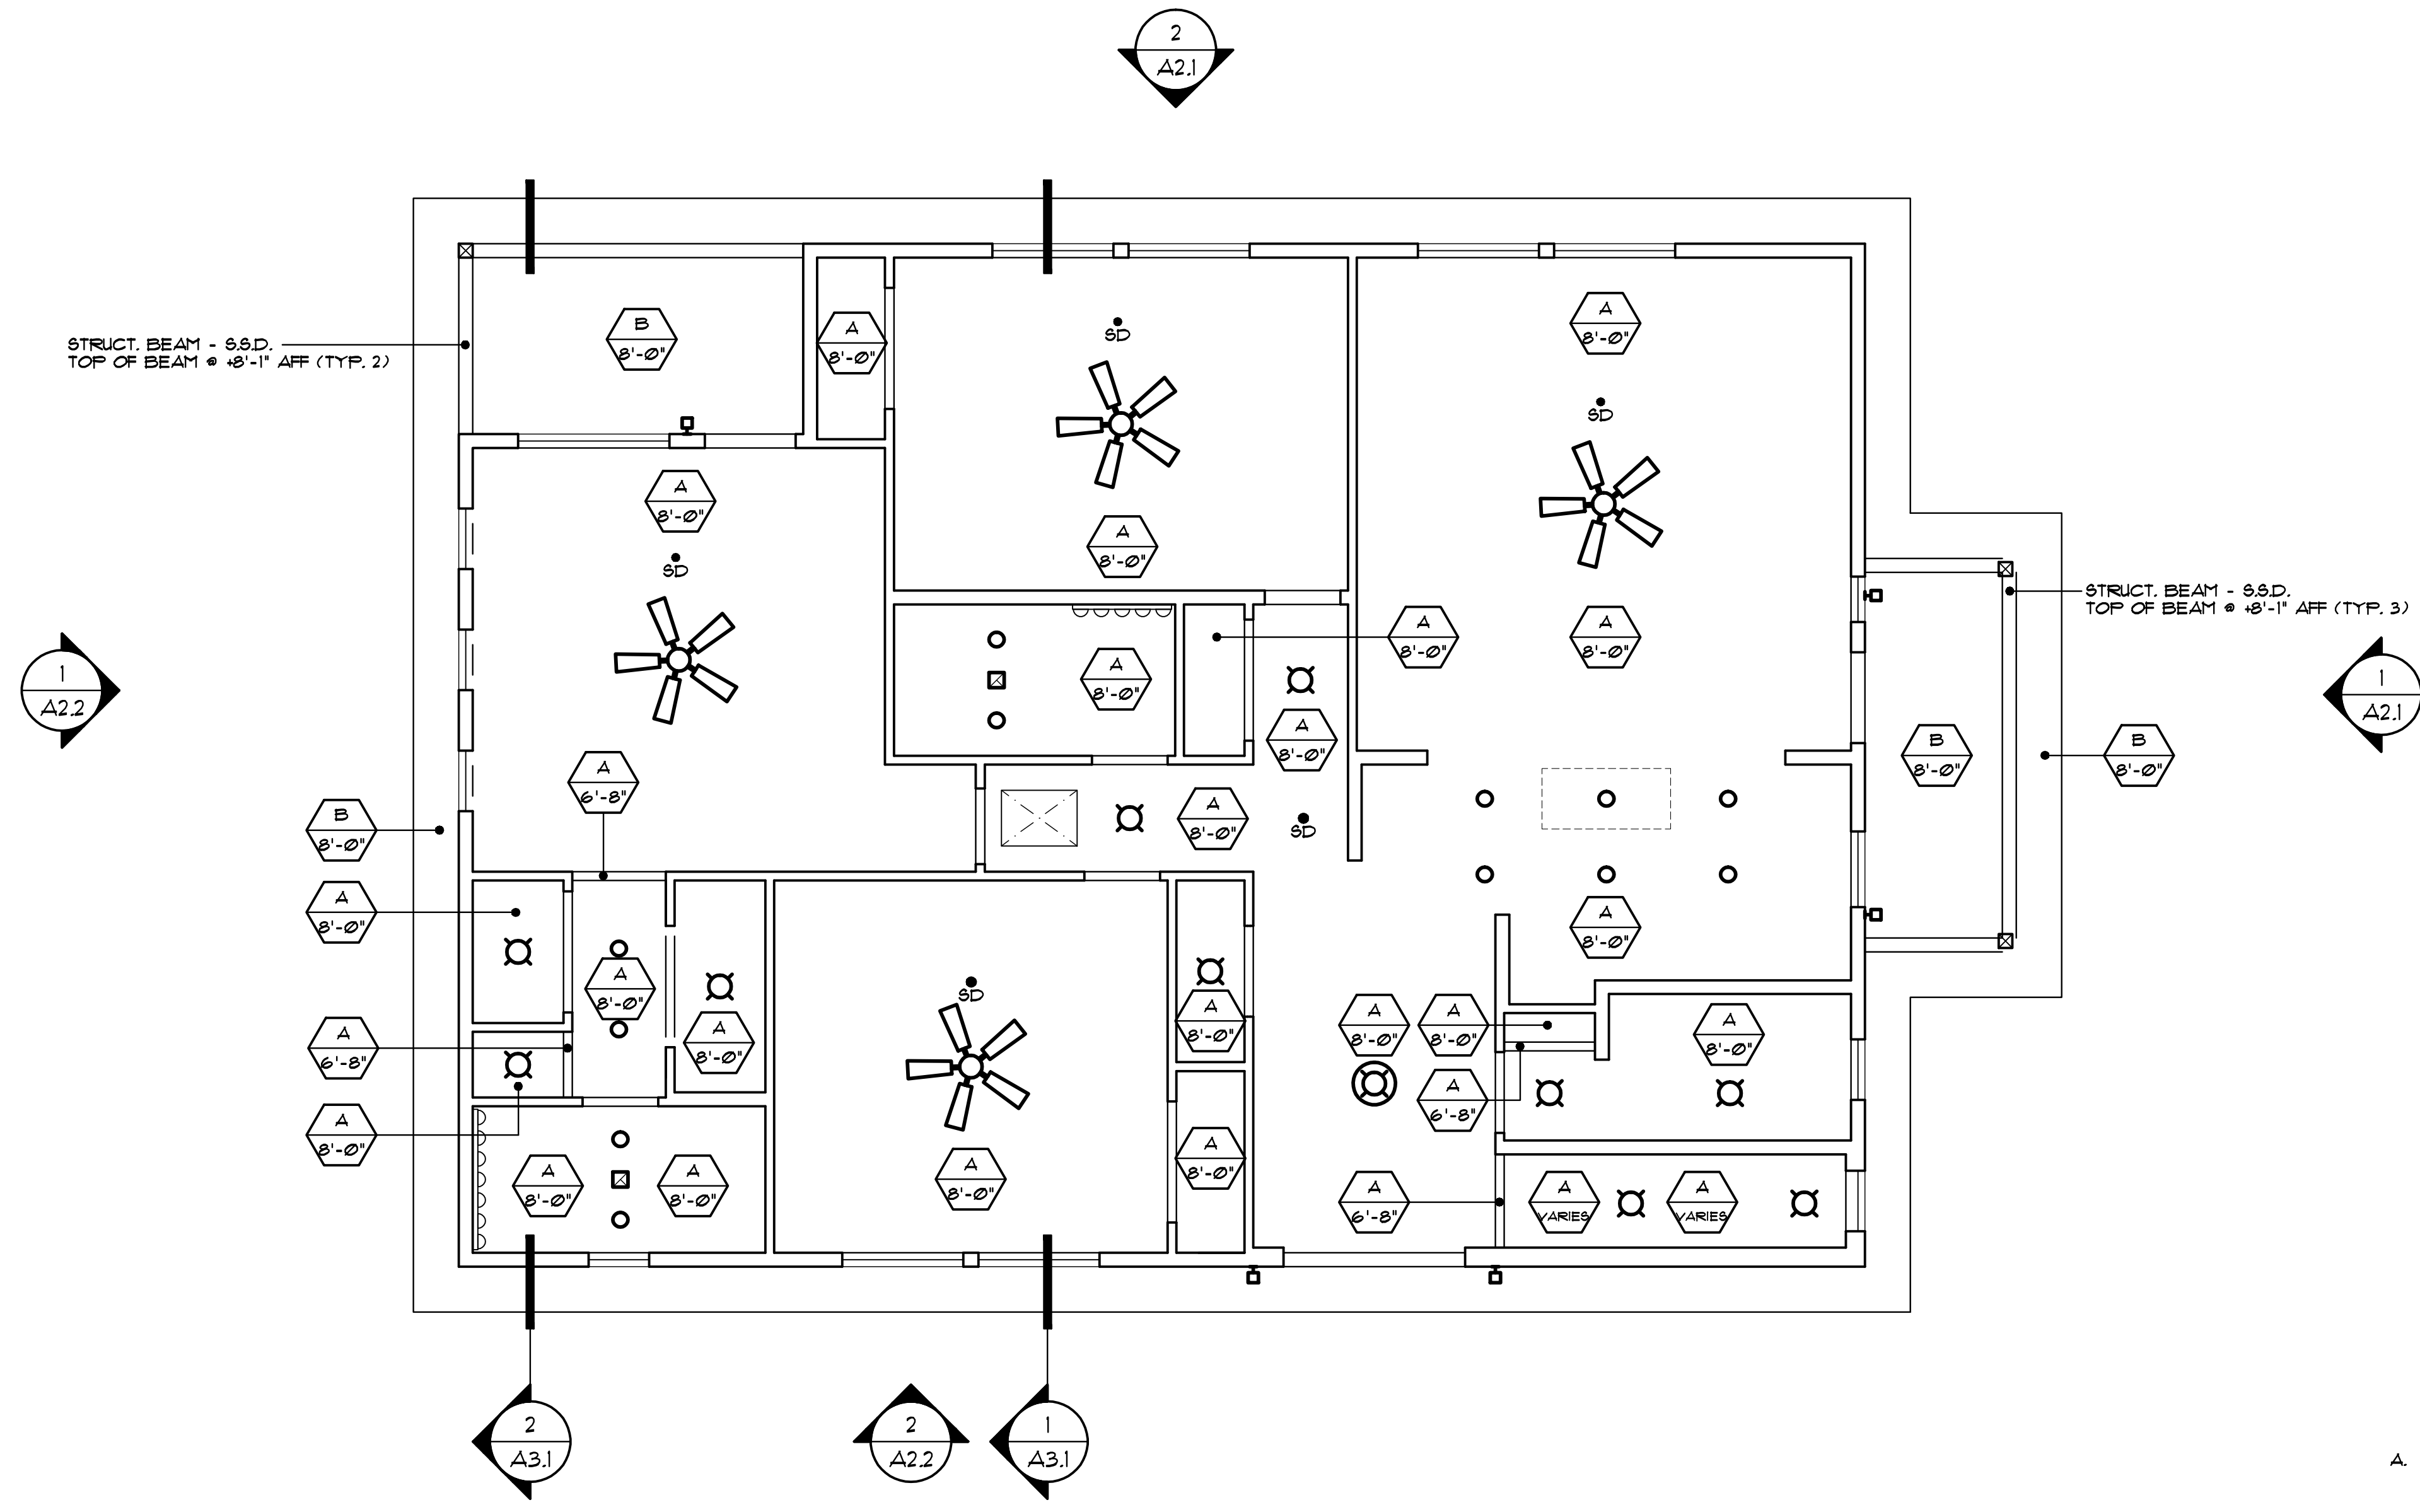 2
A2.1
STRUCT. BEAM - S.S.D.
TOP OF BEAM @ +8'-1" AFF (TYP. 2)
B
8'-0"
A
8'-0"
SD
A
8'-0"
SD
A
8'-0"
SD
A
8'-0"
STRUCT. BEAM - S.S.D.
TOP OF BEAM @ +8'-1" AFF (TYP. 3)
A
8'-0"
A
8'-0"
A
8'-0"
1
A2.2
1
A2.1
A
8'-0"
B
8'-0"
B
8'-0"
A
6'-8"
A
8'-0"
SD
B
8'-0"
A
8'-0"
A
8'-0"
A
8'-0"
SD
A
8'-0"
A
8'-0"
A
8'-0"
A
8'-0"
A
8'-0"
A
6'-8"
A
6'-8"
A
8'-0"
A
8'-0"
A
8'-0"
A
8'-0"
A
8'-0"
A
6'-8"
A
VARIES
A
VARIES
2
A3.1
2
A2.2
1
A3.1
A.